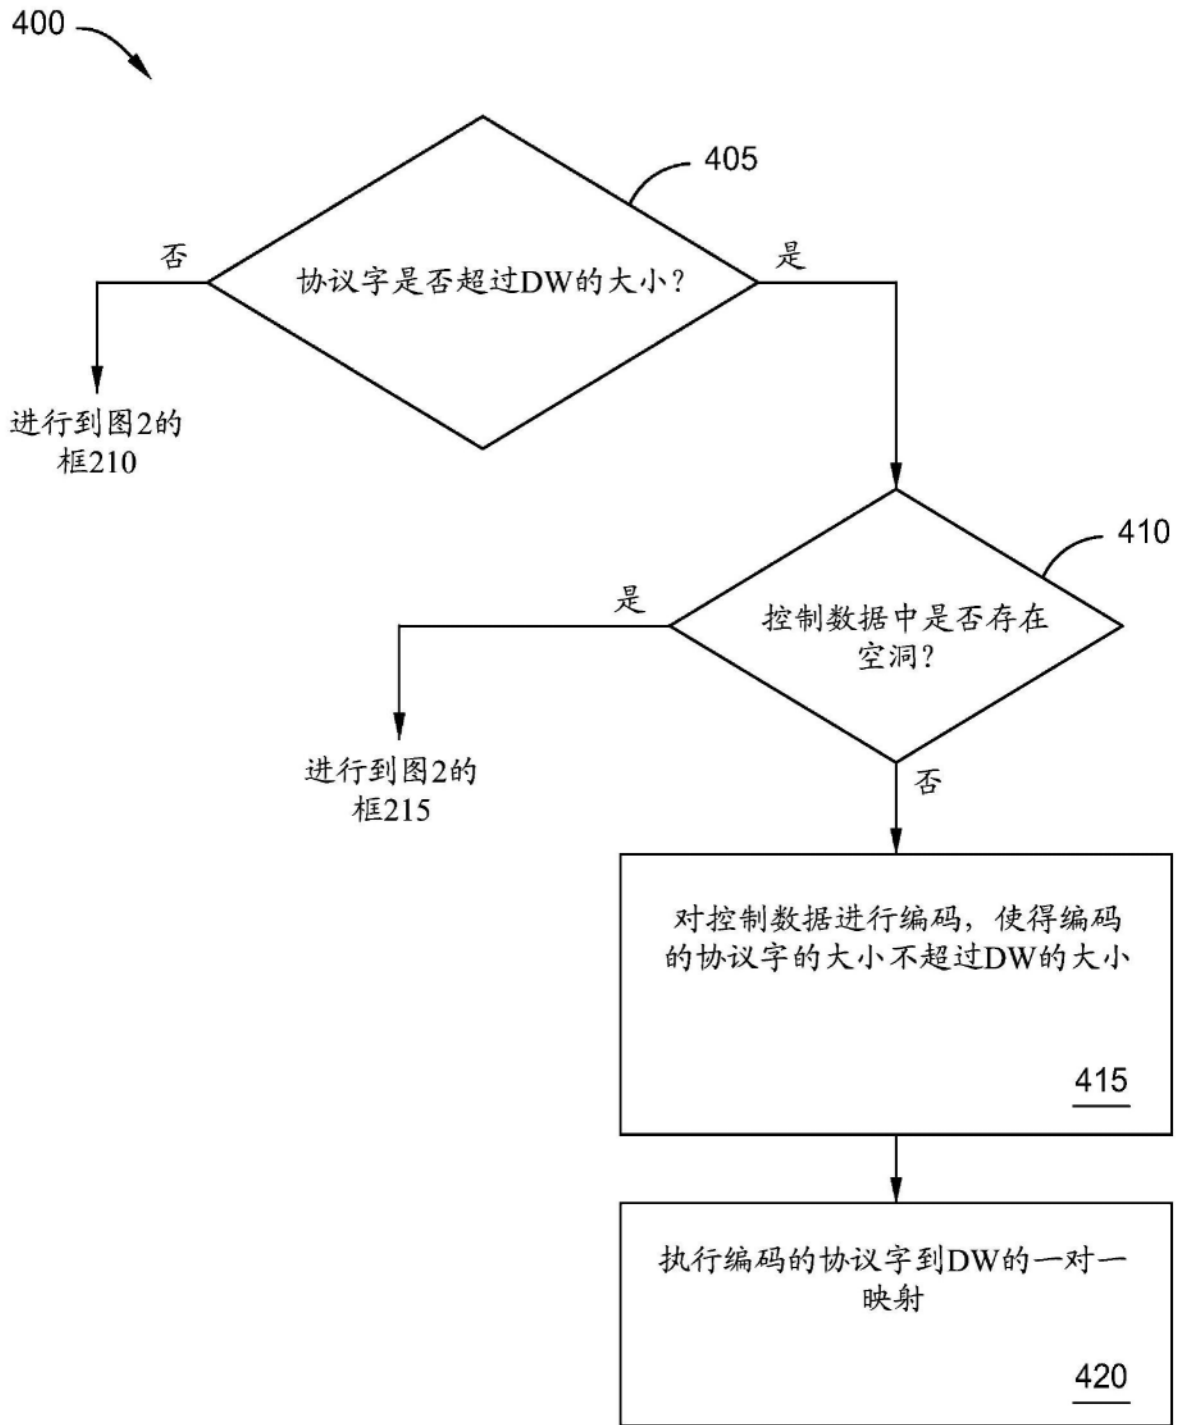 400
405
否
是
协议字是否超过DW的大小？
进行到图2的
框210
410
是
控制数据中是否存在
空洞？
进行到图2的
框215
否
对控制数据进行编码，使得编码
的协议字的大小不超过DW的大小
415
执行编码的协议字到DW的一对一
映射
420